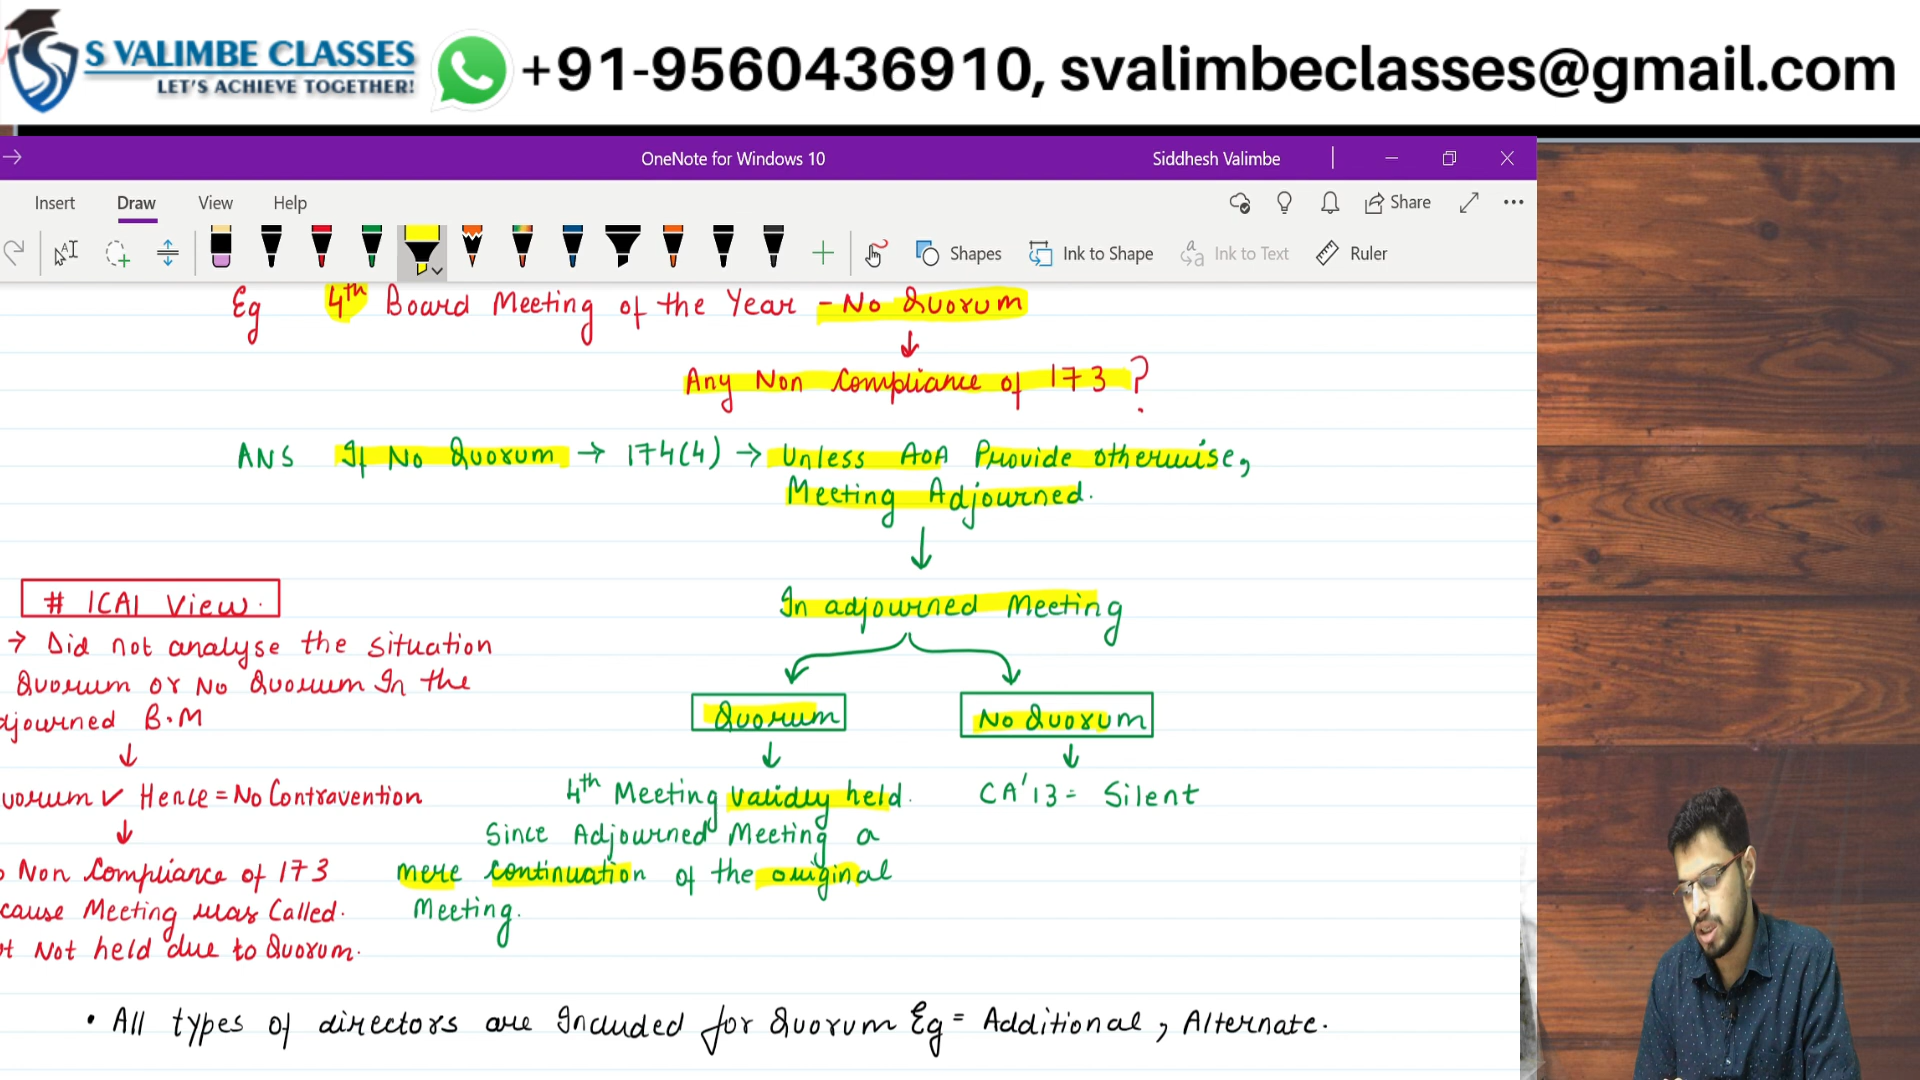 S VALIMBE CLASSES
LET'S ACHIEVE TOGETHER!
+91-9560436910, svalimbeclasses@gmail.com
OneNote for Windows 10
Siddhesh Valimbe
Insert Draw View Help
Share
Shapes
Ink to Shape
Ink to Text
Ruler
Eg 4th Board Meeting of the Year - No Quorum
Any Non Compliance of 173 ?
ANS If No Quorum → 174(4) → Unless AoA Provide otherwise,
Meeting Adjourned.
In adjourned Meeting
Quorum
No Quorum
4th Meeting validly held.
Since Adjourned Meeting a
mere continuation of the original
Meeting.
CA'13 = Silent
# ICAI View.
→ Did not analyse the situation
Quorum or No Quorum In the
djourned B.M
uorum ✓ Hence = No Contravention
Non Compliance of 173
cause Meeting was Called.
t Not held due to Quorum.
• All types of directors are Included for Quorum Eg = Additional, Alternate.